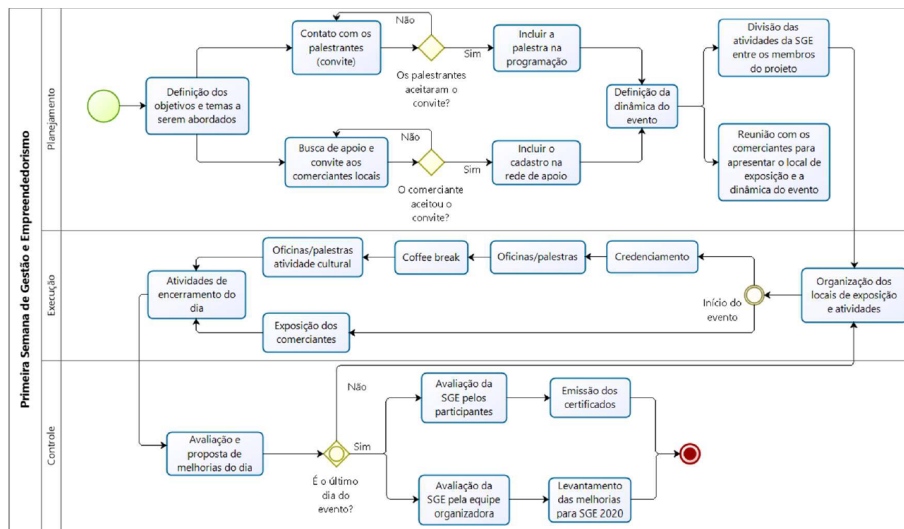 Primeira Semana de Gestão e Empreendedorismo
Planejamento
Definição dos
objetivos e temas a
serem abordados
Contato com os
palestrantes
(convite)
Não
Sim
Os palestrantes
aceitaram o
convite?
Incluir a
palestra na
programação
Busca de apoio e
convite aos
comerciantes locais
Não
Sim
O comerciante
aceitou o
convite?
Incluir o
cadastro na
rede de apoio
Definição da
dinâmica do
evento
Divisão das
atividades da SGE
entre os membros
do projeto
Reunião com os
comerciantes para
apresentar o local de
exposição e a
dinâmica do evento
Execução
Organização dos
locais de exposição
e atividades
Início do
evento
Credenciamento
Oficinas/palestras
Coffee break
Oficinas/palestras
atividade cultural
Exposição dos
comerciantes
Atividades de
encerramento do
dia
Controle
Avaliação e
proposta de
melhorias do dia
É o último
dia do
evento?
Não
Sim
Avaliação da
SGE pelos
participantes
Emissão dos
certificados
Avaliação da
SGE pela equipe
organizadora
Levantamento
das melhorias
para SGE 2020